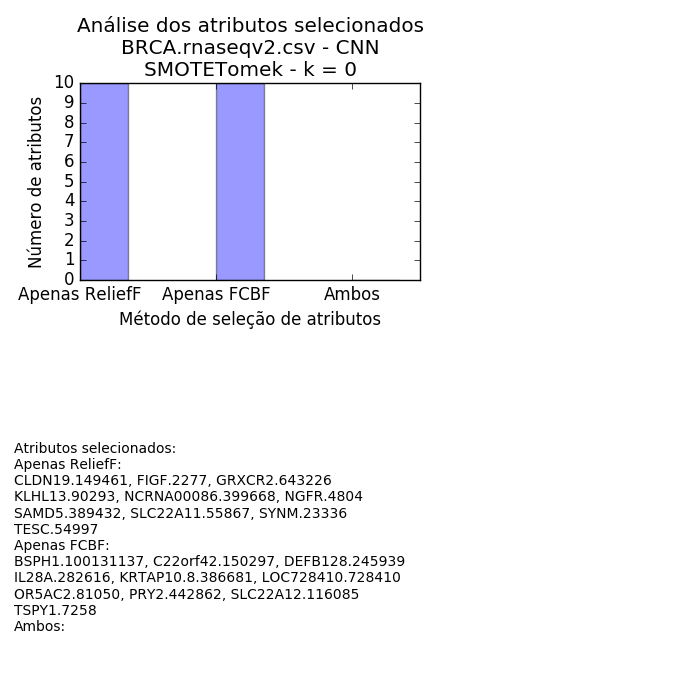 Análise dos atributos selecionados
BRCA.rnaseqv2.csv - CNN
SMOTETomek - k = 0
10
9
8
7
6
5
4
3
2
1
0
Número de atributos
Apenas ReliefF
Apenas FCBF
Ambos
Método de seleção de atributos
Atributos selecionados:
Apenas ReliefF:
CLDN19.149461, FIGF.2277, GRXCR2.643226
KLHL13.90293, NCRNA00086.399668, NGFR.4804
SAMD5.389432, SLC22A11.55867, SYNM.23336
TESC.54997
Apenas FCBF:
BSPH1.100131137, C22orf42.150297, DEFB128.245939
IL28A.282616, KRTAP10.8.386681, LOC728410.728410
OR5AC2.81050, PRY2.442862, SLC22A12.116085
TSPY1.7258
Ambos: